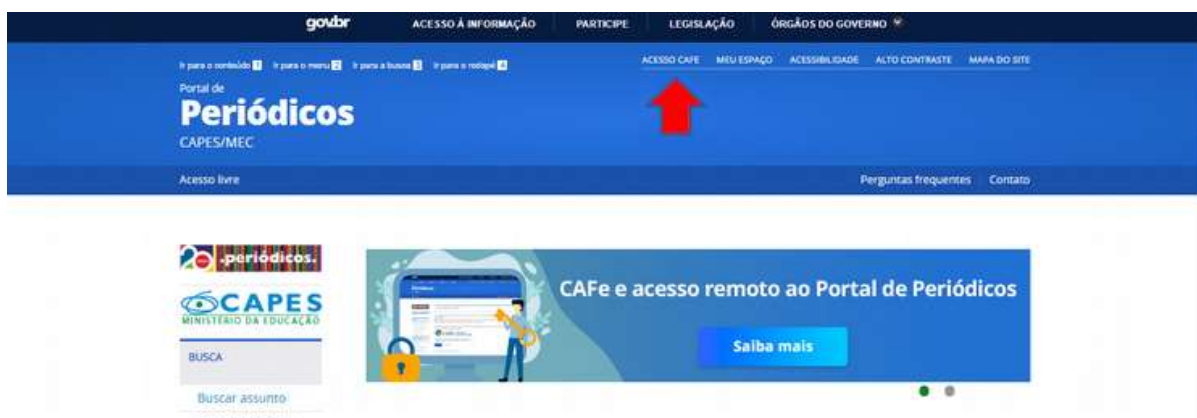 govbr ACESSO À INFORMAÇÃO PARTICIPE LEGISLAÇÃO ÓRGÃOS DO GOVERNO
Ir para o conteúdo 1 Ir para o menu 2 Ir para a busca 3 Ir para o rodapé 4 ACESSO CAFE MEU ESPAÇO ACESSIBILIDADE ALTO CONTRASTE MAPA DO SITE
Portal de
Periódicos
CAPES/MEC
Acesso livre Perguntas frequentes Contato
20 .periódicos.
CAPES
MINISTÉRIO DA EDUCAÇÃO
BUSCA
Buscar assunto
CAFe e acesso remoto ao Portal de Periódicos
Saiba mais